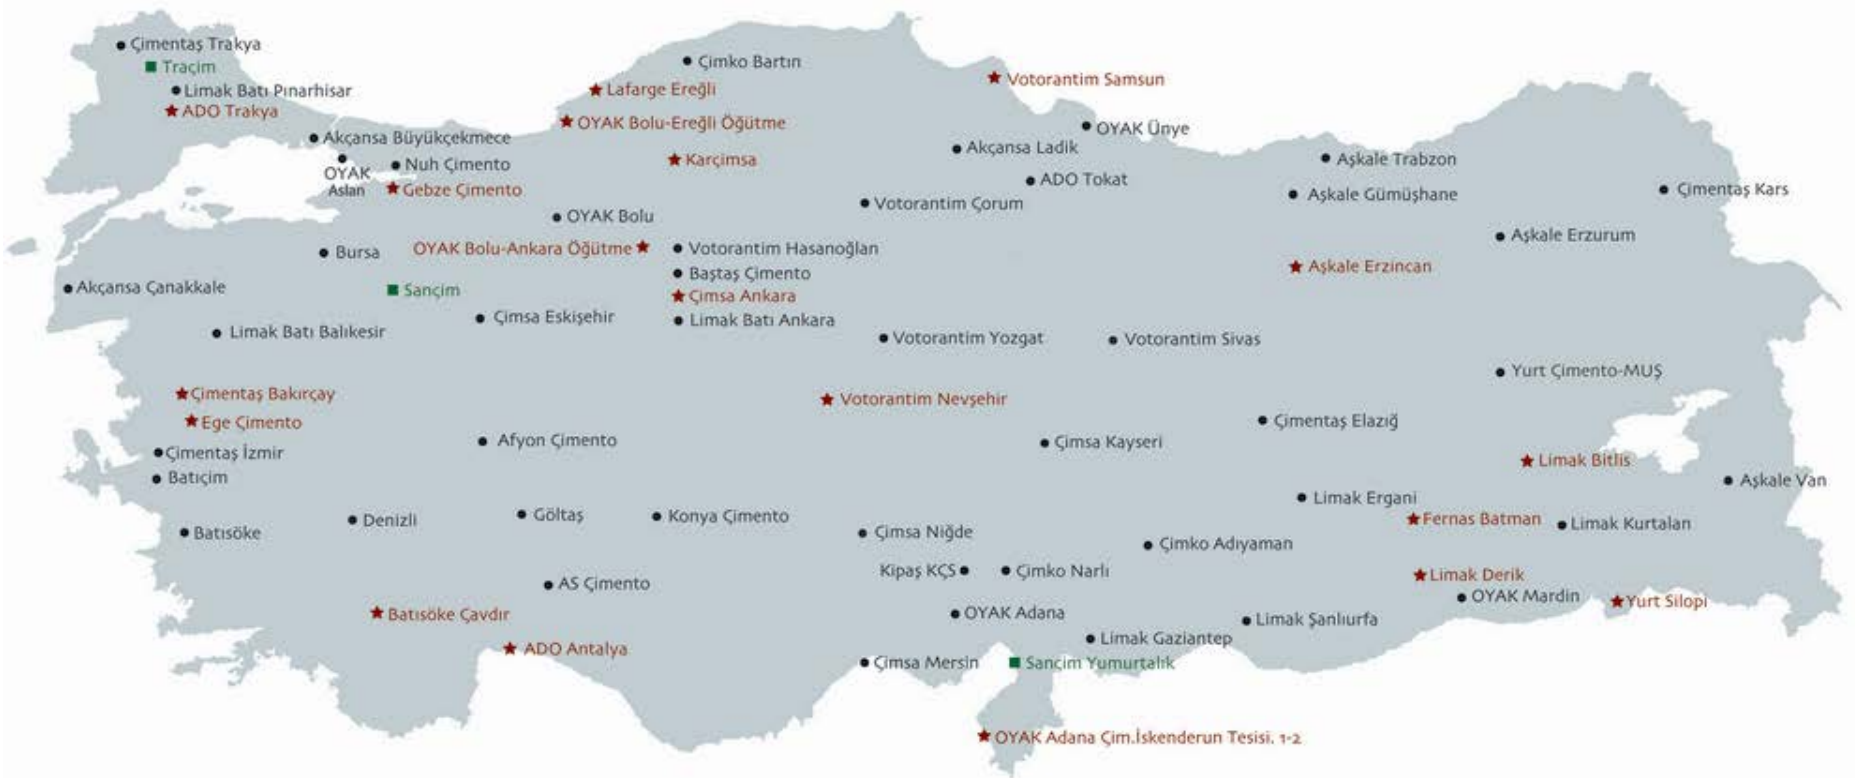 Çimentaş Trakya
Traçim
Limak Batı Pınarhisar
ADO Trakya
Akçansa Büyükçekmece
OYAK
Aslan
Nuh Çimento
Gebze Çimento
Çimko Bartın
Lafarge Ereğli
OYAK Bolu-Ereğli Öğütme
Karçimsa
Votorantim Samsun
OYAK Ünye
Akçansa Ladik
ADO Tokat
Votorantim Çorum
Aşkale Trabzon
Aşkale Gümüşhane
Çimentaş Kars
Aşkale Erzurum
Aşkale Erzincan
OYAK Bolu
OYAK Bolu-Ankara Öğütme
Votorantim Hasanoğlan
Baştaş Çimento
Çimsa Ankara
Limak Batı Ankara
Bursa
Akçansa Çanakkale
Sançim
Çimsa Eskişehir
Limak Batı Balıkesir
Votorantim Yozgat
Votorantim Sivas
Yurt Çimento-MUŞ
Çimentaş Bakırçay
Ege Çimento
Votorantim Nevşehir
Çimentaş Elazığ
Afyon Çimento
Çimsa Kayseri
Çimentaş İzmir
Batıçim
Limak Bitlis
Aşkale Van
Limak Ergani
Fernas Batman
Limak Kurtalan
Batısöke
Denizli
Göltaş
Konya Çimento
Çimsa Niğde
Çimko Adıyaman
Kipaş KÇS
Çimko Narlı
AS Çimento
Limak Derik
OYAK Mardin
Yurt Silopi
Batısöke Çavdır
OYAK Adana
Limak Şanlıurfa
Limak Gaziantep
ADO Antalya
Çimsa Mersin
Sançim Yumurtalık
OYAK Adana Çim.İskenderun Tesisi. 1-2